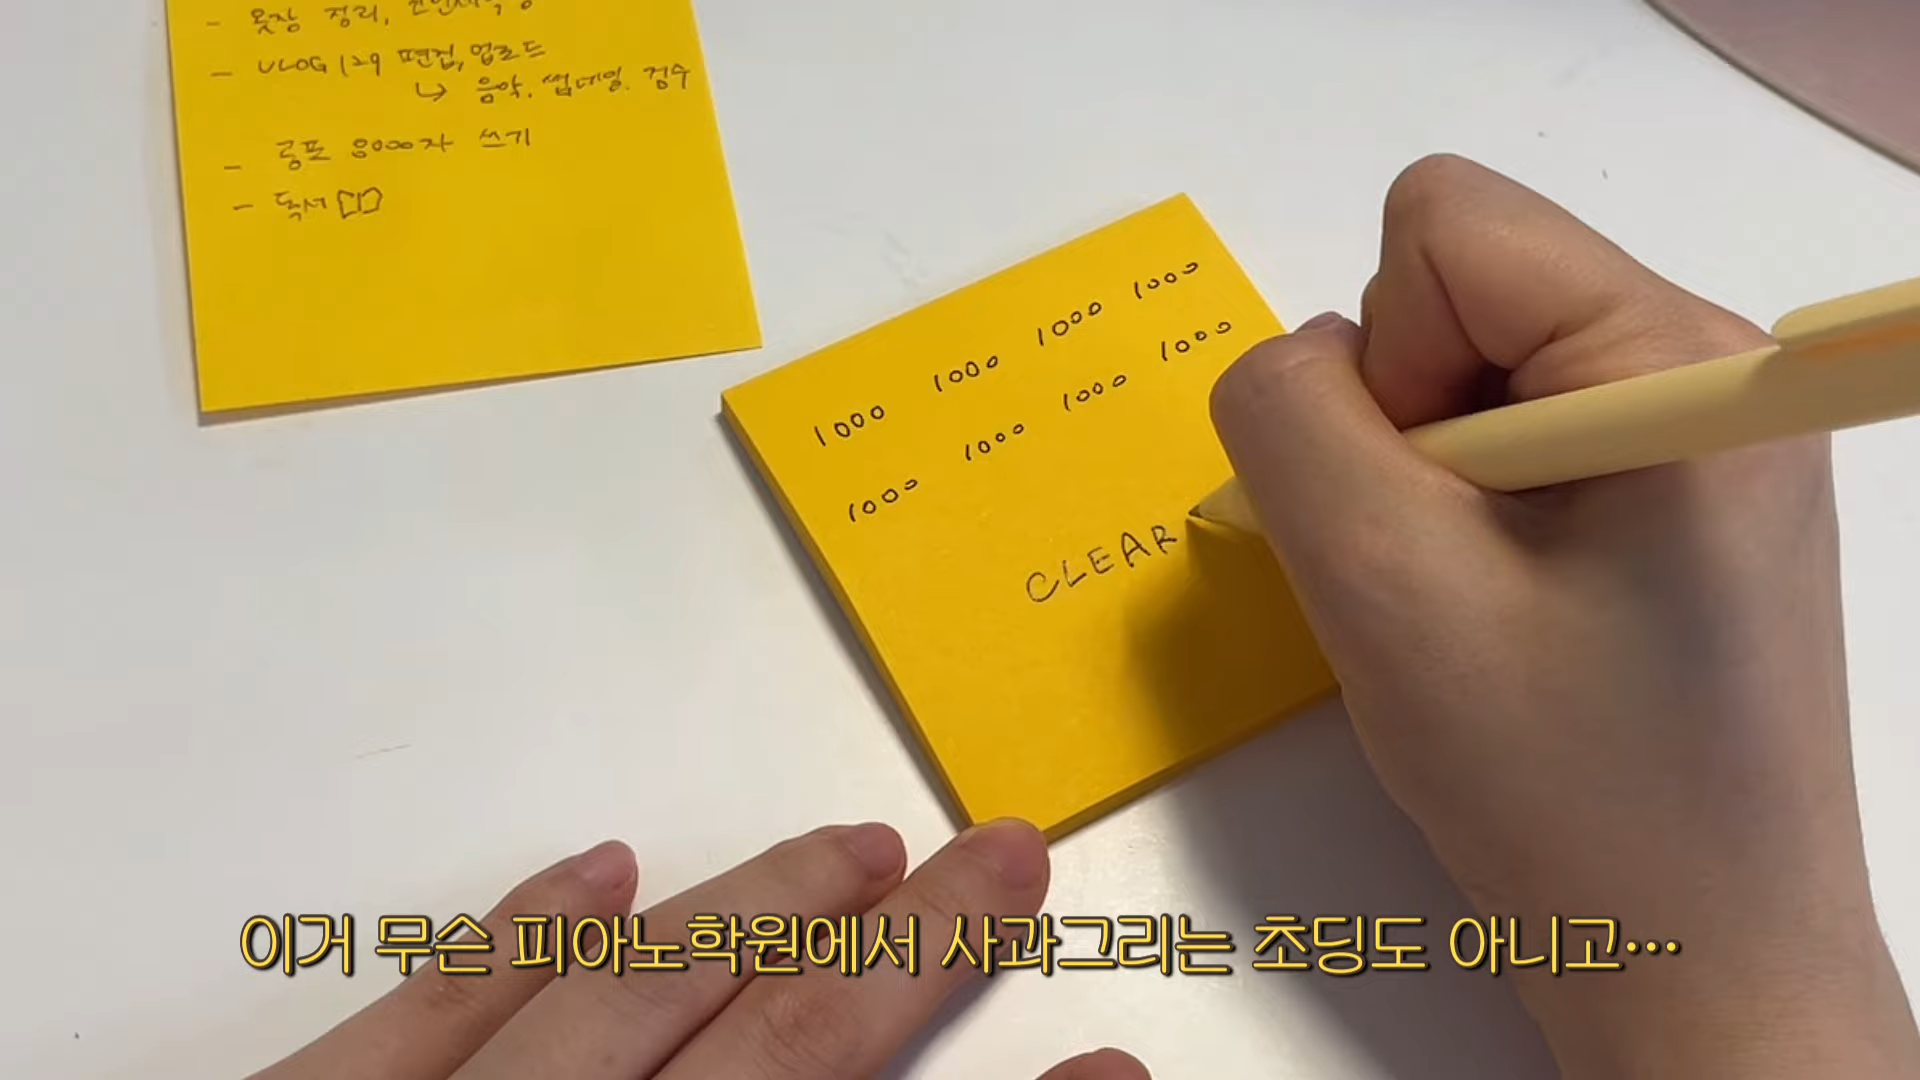 - 옷장 정리,
- VLOG 129 편집, 업로드
↳ 음악, 썸네일, 검수
- 공포 8000자 쓰기
- 독서
1000 1000 1000 1000
1000 1000 1000 1000
CLEAR
이거 무슨 피아노학원에서 사과그리는 초딩도 아니고…